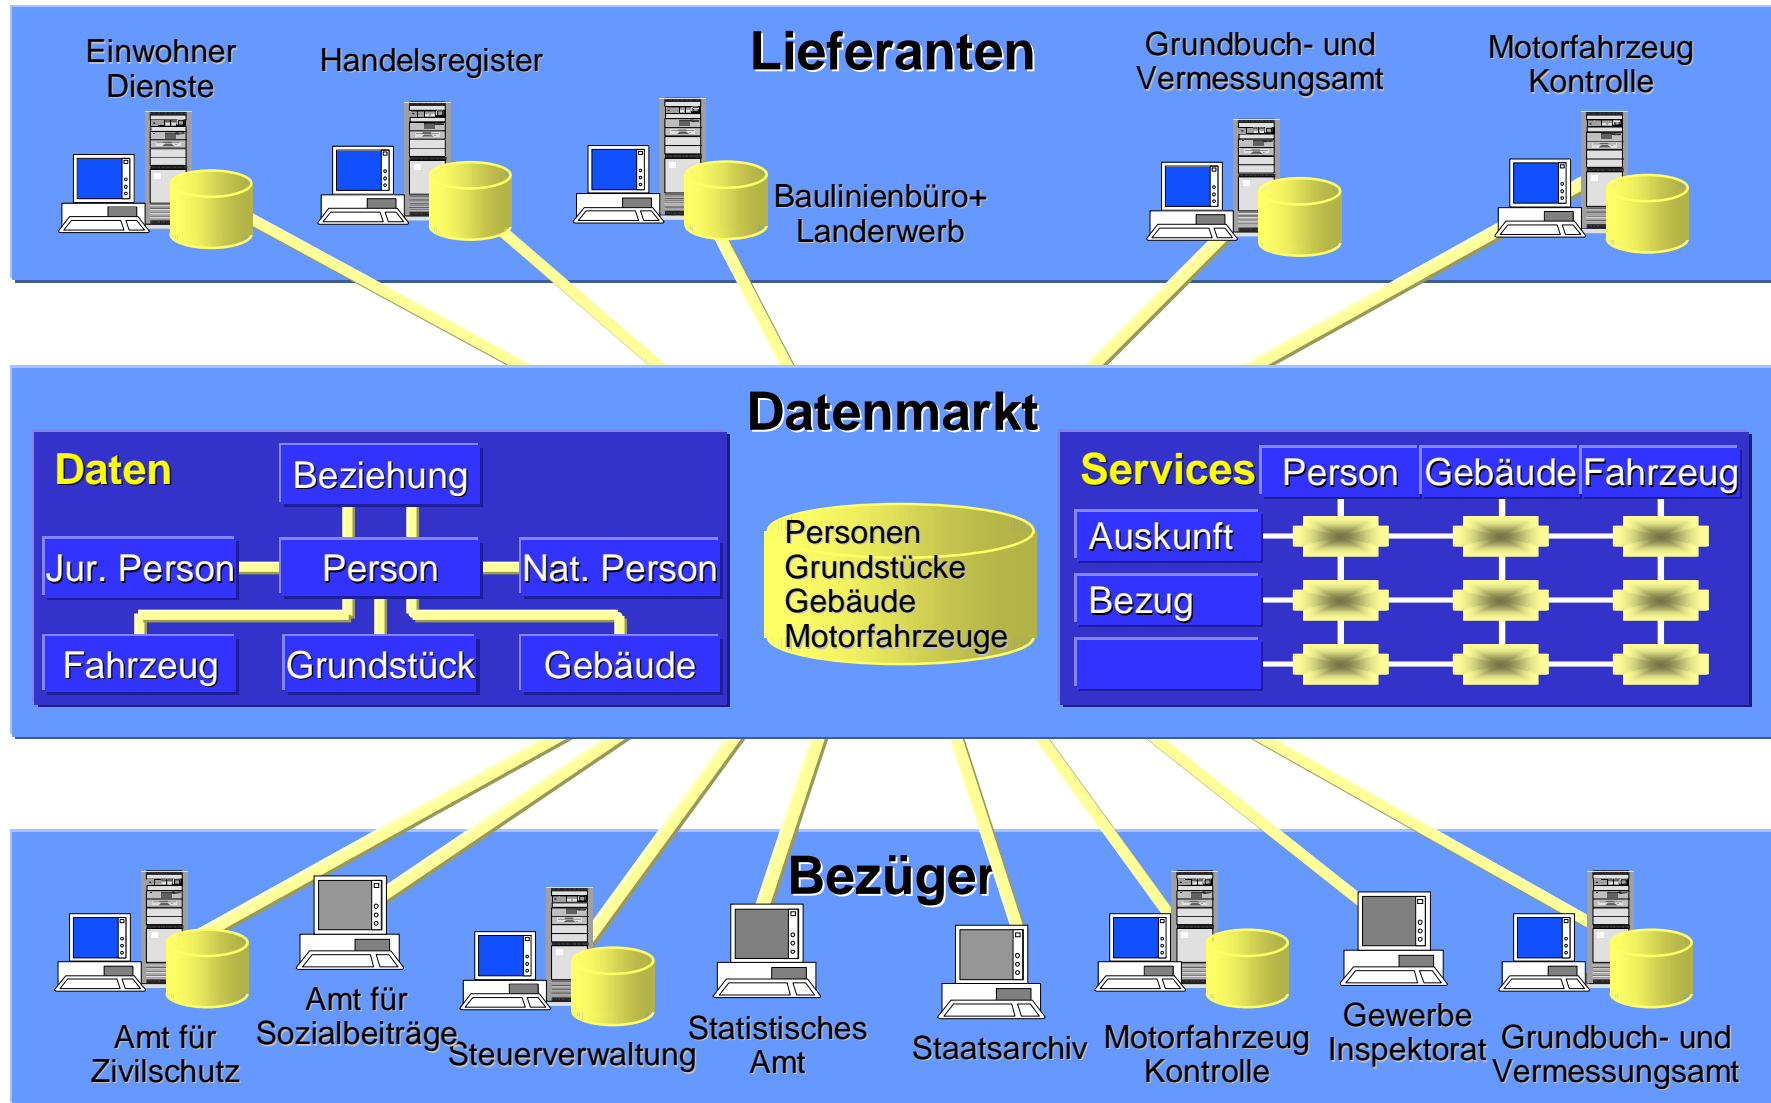 Lieferanten
Einwohner
Dienste
Handelsregister
Baulinienbüro+
Landerwerb
Grundbuch- und
Vermessungsamt
Motorfahrzeug
Kontrolle
Datenmarkt
Daten
Beziehung
Jur. Person
Person
Nat. Person
Fahrzeug
Grundstück
Gebäude
Personen
Grundstücke
Gebäude
Motorfahrzeuge
Services
Person
Gebäude
Fahrzeug
Auskunft
Bezug
Bezüger
Amt für
Zivilschutz
Amt für
Sozialbeiträge
Steuerverwaltung
Statistisches
Amt
Staatsarchiv
Motorfahrzeug
Kontrolle
Gewerbe
Inspektorat
Grundbuch- und
Vermessungsamt